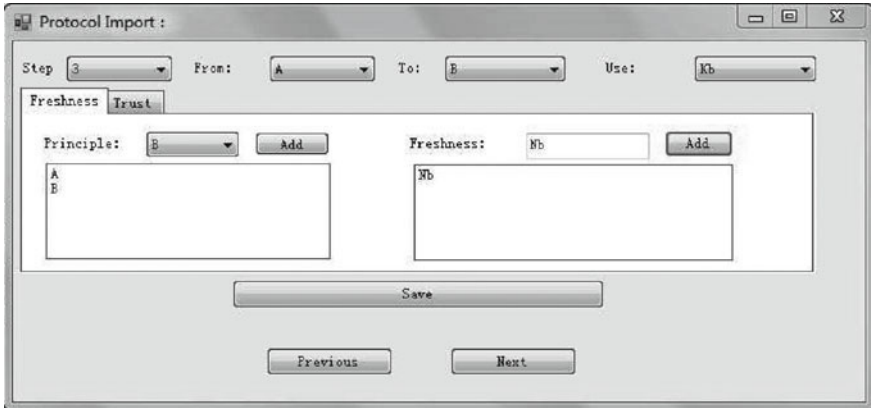 Protocol Import :
Step 3 From: A To: B Use: Kb
Freshness Trust
Principle: B Add Freshness: Nb Add
A Nb
B
Save
Previous Next